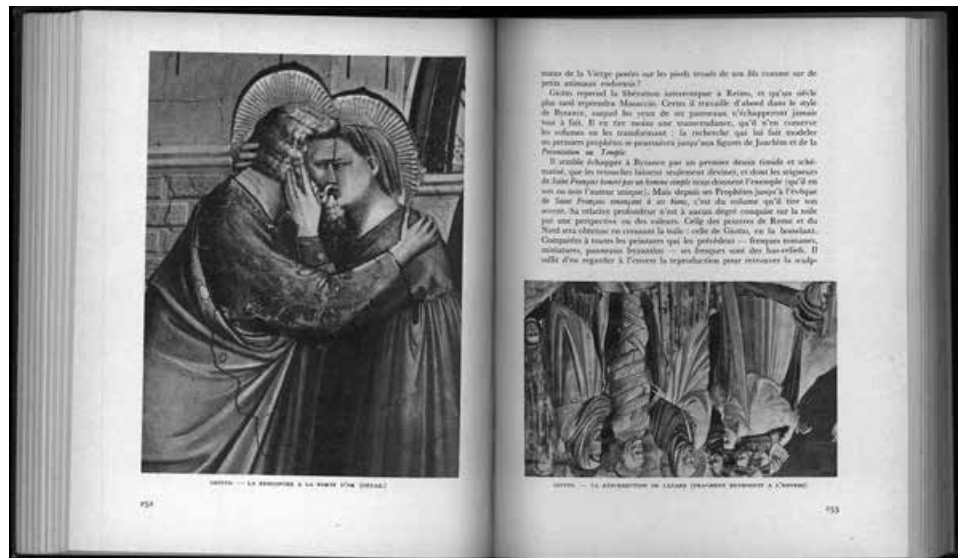 GIOTTO. — LA RENCONTRE A LA PORTE D'OR (DÉTAIL)
252
mains de la Vierge posées sur les pieds troués de son fils comme sur de
petits animaux endormis?
Giotto reprend la libération interrompue à Reims, et qu'un siècle
plus tard reprendra Masaccio. Certes il travaille d'abord dans le style
de Byzance, auquel les yeux de ses panneaux n'échapperont jamais
tout à fait. Il en tire moins une transcendance, qu'il n'en conserve
les volumes en les transformant : la recherche qui lui fait modeler
ses premiers prophètes se poursuivra jusqu'aux figures de Joachim et de la
Présentation au Temple.
Il semble échapper à Byzance par un premier dessin timide et sché-
matisé, que les retouches laissent seulement deviner, et dont les seigneurs
de Saint François honoré par un homme simple nous donnent l'exemple (qu'il en
soit ou non l'auteur unique). Mais depuis ses Prophètes jusqu'à l'évêque
de Saint François renonçant à ses biens, c'est du volume qu'il tire son
accent. Sa relative profondeur n'est à aucun degré conquise sur la toile
par une perspective ou des valeurs. Celle des peintres de Rome et du
Nord sera obtenue en creusant la toile : celle de Giotto, en la bosselant.
Comparées à toutes les peintures qui les précèdent — fresques romanes,
miniatures, panneaux byzantins — ses fresques sont des bas-reliefs. Il
suffit d'en regarder à l'envers la reproduction pour retrouver la sculp-
GIOTTO. — LA RÉSURRECTION DE LAZARE (FRAGMENT REPRODUIT A L'ENVERS)
253